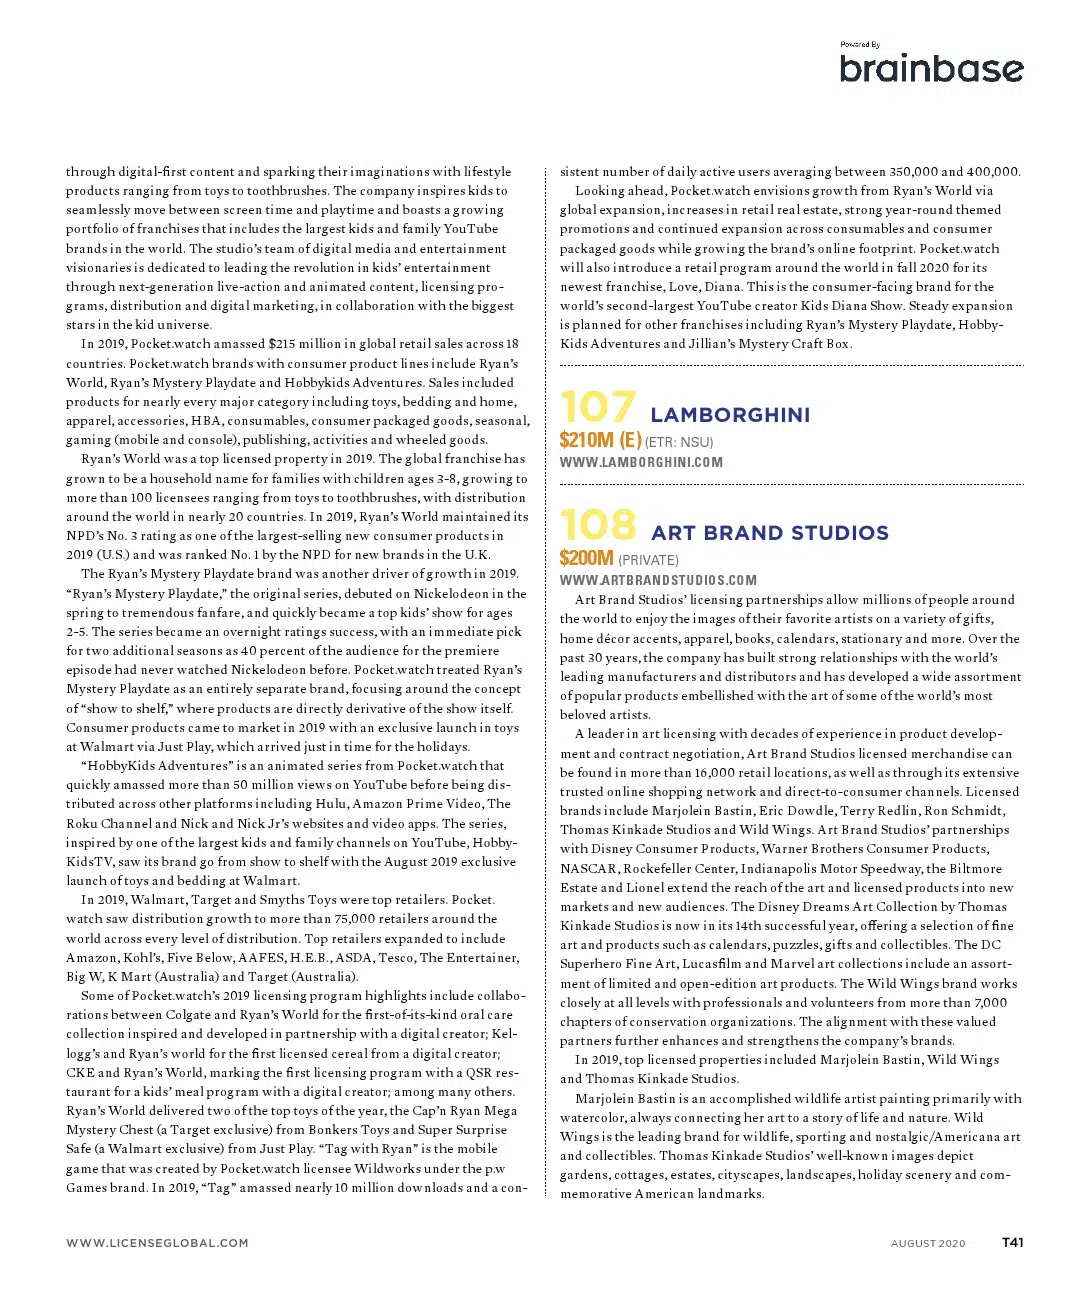 Powered By
brainbase
through digital-first content and sparking their imaginations with lifestyle
products ranging from toys to toothbrushes. The company inspires kids to
seamlessly move between screen time and playtime and boasts a growing
portfolio of franchises that includes the largest kids and family YouTube
brands in the world. The studio's team of digital media and entertainment
visionaries is dedicated to leading the revolution in kids' entertainment
through next-generation live-action and animated content, licensing pro-
grams, distribution and digital marketing, in collaboration with the biggest
stars in the kid universe.
In 2019, Pocket.watch amassed $215 million in global retail sales across 18
countries. Pocket.watch brands with consumer product lines include Ryan's
World, Ryan's Mystery Playdate and Hobbykids Adventures. Sales included
products for nearly every major category including toys, bedding and home,
apparel, accessories, HBA, consumables, consumer packaged goods, seasonal,
gaming (mobile and console), publishing, activities and wheeled goods.
Ryan's World was a top licensed property in 2019. The global franchise has
grown to be a household name for families with children ages 3-8, growing to
more than 100 licensees ranging from toys to toothbrushes, with distribution
around the world in nearly 20 countries. In 2019, Ryan's World maintained its
NPD's No. 3 rating as one of the largest-selling new consumer products in
2019 (U.S.) and was ranked No. 1 by the NPD for new brands in the U.K.
The Ryan's Mystery Playdate brand was another driver of growth in 2019.
“Ryan's Mystery Playdate,” the original series, debuted on Nickelodeon in the
spring to tremendous fanfare, and quickly became a top kids' show for ages
2-5. The series became an overnight ratings success, with an immediate pick
for two additional seasons as 40 percent of the audience for the premiere
episode had never watched Nickelodeon before. Pocket.watch treated Ryan's
Mystery Playdate as an entirely separate brand, focusing around the concept
of “show to shelf,” where products are directly derivative of the show itself.
Consumer products came to market in 2019 with an exclusive launch in toys
at Walmart via Just Play, which arrived just in time for the holidays.
“HobbyKids Adventures” is an animated series from Pocket.watch that
quickly amassed more than 50 million views on YouTube before being dis-
tributed across other platforms including Hulu, Amazon Prime Video, The
Roku Channel and Nick and Nick Jr's websites and video apps. The series,
inspired by one of the largest kids and family channels on YouTube, Hobby-
KidsTV, saw its brand go from show to shelf with the August 2019 exclusive
launch of toys and bedding at Walmart.
In 2019, Walmart, Target and Smyths Toys were top retailers. Pocket.
watch saw distribution growth to more than 75,000 retailers around the
world across every level of distribution. Top retailers expanded to include
Amazon, Kohl's, Five Below, AAFES, H.E.B., ASDA, Tesco, The Entertainer,
Big W, K Mart (Australia) and Target (Australia).
Some of Pocket.watch's 2019 licensing program highlights include collabo-
rations between Colgate and Ryan's World for the first-of-its-kind oral care
collection inspired and developed in partnership with a digital creator; Kel-
logg's and Ryan's world for the first licensed cereal from a digital creator;
CKE and Ryan's World, marking the first licensing program with a QSR res-
taurant for a kids' meal program with a digital creator; among many others.
Ryan's World delivered two of the top toys of the year, the Cap'n Ryan Mega
Mystery Chest (a Target exclusive) from Bonkers Toys and Super Surprise
Safe (a Walmart exclusive) from Just Play. “Tag with Ryan” is the mobile
game that was created by Pocket.watch licensee Wildworks under the p.w
Games brand. In 2019, “Tag” amassed nearly 10 million downloads and a con-
sistent number of daily active users averaging between 350,000 and 400,000.
Looking ahead, Pocket.watch envisions growth from Ryan's World via
global expansion, increases in retail real estate, strong year-round themed
promotions and continued expansion across consumables and consumer
packaged goods while growing the brand's online footprint. Pocket.watch
will also introduce a retail program around the world in fall 2020 for its
newest franchise, Love, Diana. This is the consumer-facing brand for the
world's second-largest YouTube creator Kids Diana Show. Steady expansion
is planned for other franchises including Ryan's Mystery Playdate, Hobby-
Kids Adventures and Jillian's Mystery Craft Box.
107 LAMBORGHINI
$210M (E) (ETR: NSU)
WWW.LAMBORGHINI.COM
108 ART BRAND STUDIOS
$200M (PRIVATE)
WWW.ARTBRANDSTUDIOS.COM
Art Brand Studios' licensing partnerships allow millions of people around
the world to enjoy the images of their favorite artists on a variety of gifts,
home décor accents, apparel, books, calendars, stationary and more. Over the
past 30 years, the company has built strong relationships with the world's
leading manufacturers and distributors and has developed a wide assortment
of popular products embellished with the art of some of the world's most
beloved artists.
A leader in art licensing with decades of experience in product develop-
ment and contract negotiation, Art Brand Studios licensed merchandise can
be found in more than 16,000 retail locations, as well as through its extensive
trusted online shopping network and direct-to-consumer channels. Licensed
brands include Marjolein Bastin, Eric Dowdle, Terry Redlin, Ron Schmidt,
Thomas Kinkade Studios and Wild Wings. Art Brand Studios' partnerships
with Disney Consumer Products, Warner Brothers Consumer Products,
NASCAR, Rockefeller Center, Indianapolis Motor Speedway, the Biltmore
Estate and Lionel extend the reach of the art and licensed products into new
markets and new audiences. The Disney Dreams Art Collection by Thomas
Kinkade Studios is now in its 14th successful year, offering a selection of fine
art and products such as calendars, puzzles, gifts and collectibles. The DC
Superhero Fine Art, Lucasfilm and Marvel art collections include an assort-
ment of limited and open-edition art products. The Wild Wings brand works
closely at all levels with professionals and volunteers from more than 7,000
chapters of conservation organizations. The alignment with these valued
partners further enhances and strengthens the company's brands.
In 2019, top licensed properties included Marjolein Bastin, Wild Wings
and Thomas Kinkade Studios.
Marjolein Bastin is an accomplished wildlife artist painting primarily with
watercolor, always connecting her art to a story of life and nature. Wild
Wings is the leading brand for wildlife, sporting and nostalgic/Americana art
and collectibles. Thomas Kinkade Studios' well-known images depict
gardens, cottages, estates, cityscapes, landscapes, holiday scenery and com-
memorative American landmarks.
WWW.LICENSEGLOBAL.COM
AUGUST 2020 T41